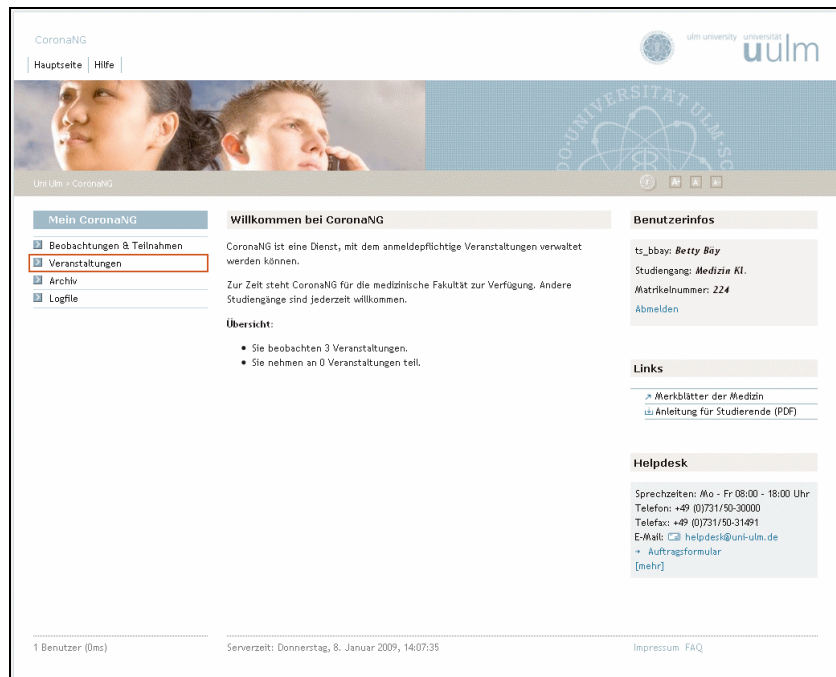 CoronaNG
ulm university universität
uulm
Hauptseite Hilfe
Uni Ulm » CoronaNG
A+ A A-
Mein CoronaNG
Beobachtungen & Teilnahmen
Veranstaltungen
Archiv
Logfile
Willkommen bei CoronaNG
CoronaNG ist eine Dienst, mit dem anmeldepflichtige Veranstaltungen verwaltet
werden können.
Zur Zeit steht CoronaNG für die medizinische Fakultät zur Verfügung. Andere
Studiengänge sind jederzeit willkommen.
Übersicht:
• Sie beobachten 3 Veranstaltungen.
• Sie nehmen an 0 Veranstaltungen teil.
Benutzerinfos
ts_bbay: Betty Bäy
Studiengang: Medizin Kl.
Matrikelnummer: 224
Abmelden
Links
Merkblätter der Medizin
Anleitung für Studierende (PDF)
Helpdesk
Sprechzeiten: Mo - Fr 08:00 - 18:00 Uhr
Telefon: +49 (0)731/50-30000
Telefax: +49 (0)731/50-31491
E-Mail: helpdesk@uni-ulm.de
Auftragsformular
[mehr]
1 Benutzer (0ms)
Serverzeit: Donnerstag, 8. Januar 2009, 14:07:35
Impressum FAQ